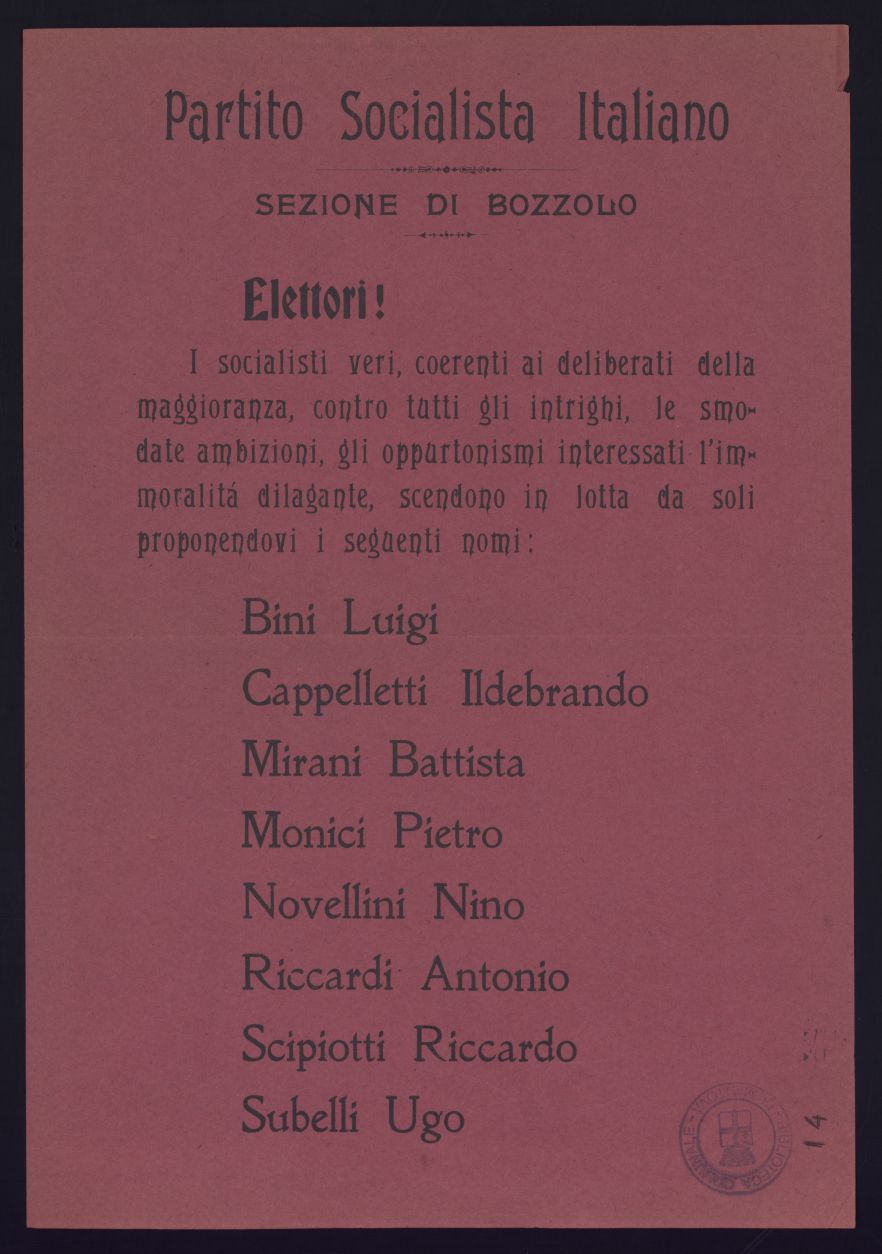 Partito Socialista Italiano
SEZIONE DI BOZZOLO
Elettori!
I socialisti veri, coerenti ai deliberati della
maggioranza, contro tutti gli intrighi, le smo-
date ambizioni, gli oppurtonismi interessati l'im-
moralitá dilagante, scendono in lotta da soli
proponendovi i seguenti nomi:
Bini Luigi
Cappelletti Ildebrando
Mirani Battista
Monici Pietro
Novellini Nino
Riccardi Antonio
Scipiotti Riccardo
Subelli Ugo
BIBLIOTECA COMUNALE
14